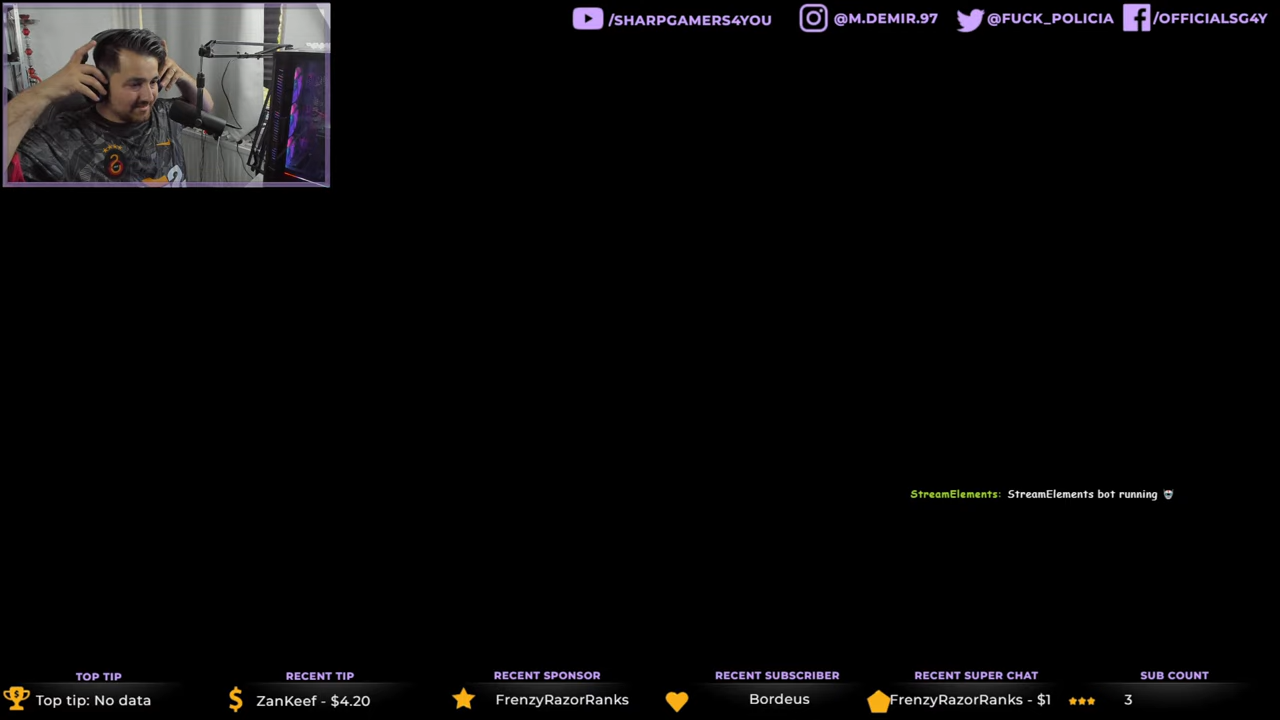 /SHARPGAMERS4YOU @M.DEMIR.97 @FUCK_POLICIA /OFFICIALSG4Y
StreamElements: StreamElements bot running
TOP TIP RECENT TIP RECENT SPONSOR RECENT SUBSCRIBER RECENT SUPER CHAT SUB COUNT
Top tip: No data ZanKeef - $4.20 FrenzyRazorRanks Bordeus FrenzyRazorRanks - $1 3